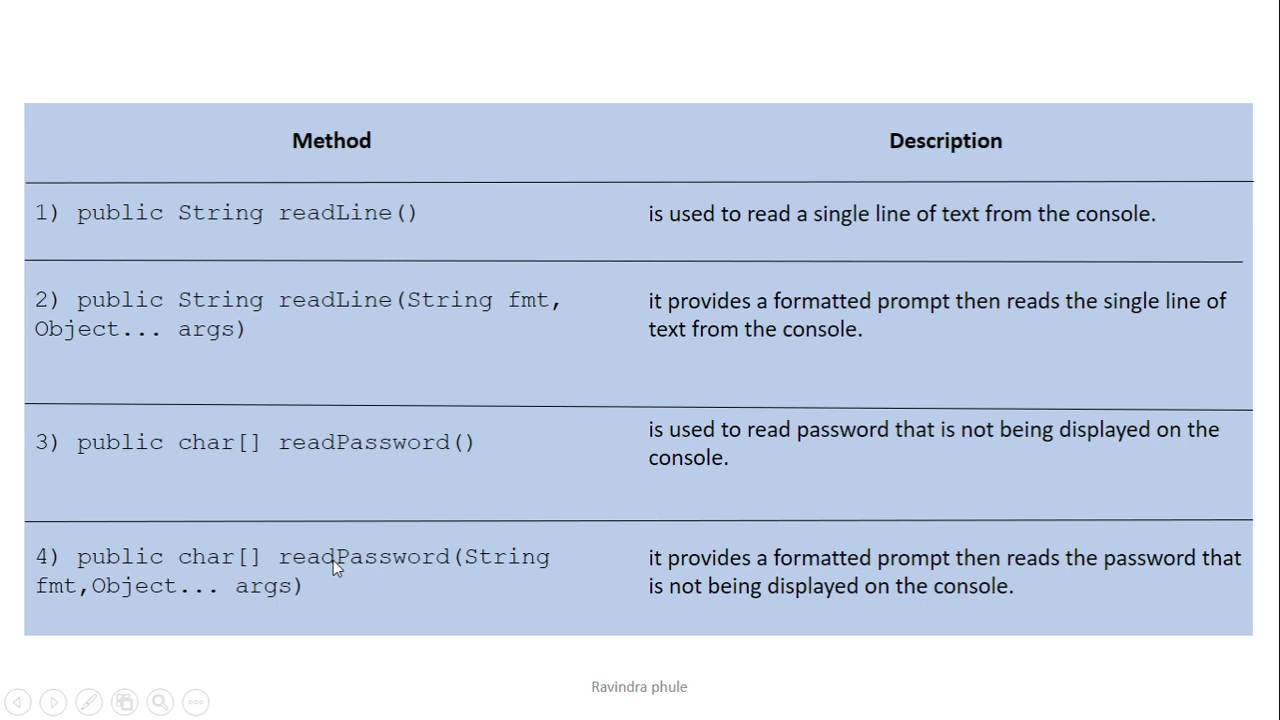 Method
Description
1) public String readLine()
is used to read a single line of text from the console.
2) public String readLine(String fmt,
Object... args)
it provides a formatted prompt then reads the single line of
text from the console.
3) public char[] readPassword()
is used to read password that is not being displayed on the
console.
4) public char[] readPassword(String
fmt,Object... args)
it provides a formatted prompt then reads the password that
is not being displayed on the console.
Ravindra phule